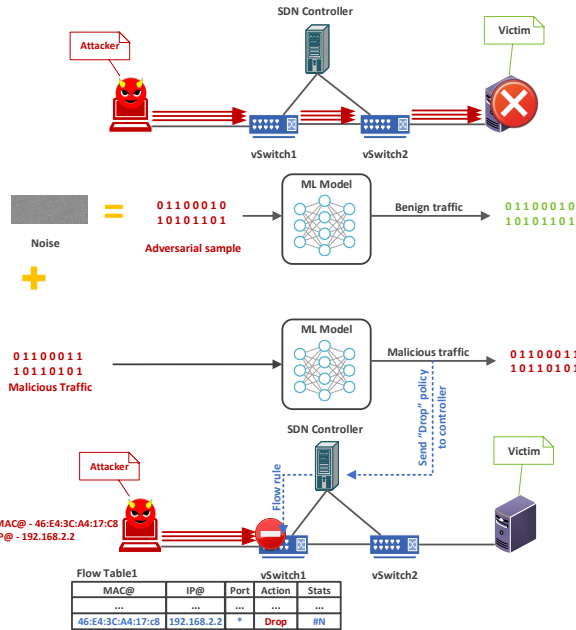 SDN Controller
Attacker
Victim
vSwitch1
vSwitch2
ML Model
0 1 1 0 0 0 1 0
1 0 1 0 1 1 0 1
Benign traffic
0 1 1 0 0 0 1 0
1 0 1 0 1 1 0 1
Noise
Adversarial sample
ML Model
0 1 1 0 0 0 1 1
1 0 1 1 0 1 0 1
Malicious Traffic
Malicious traffic
0 1 1 0 0 0 1 1
1 0 1 1 0 1 0 1
Send "Drop" policy
to controller
SDN Controller
Attacker
Victim
Flow rule
MAC@ - 46:E4:3C:A4:17:C8
IP@ - 192.168.2.2
vSwitch1
vSwitch2
Flow Table1
MAC@ IP@ Port Action Stats
... ... ... ... ...
46:E4:3C:A4:17:c8 192.168.2.2 * Drop #N